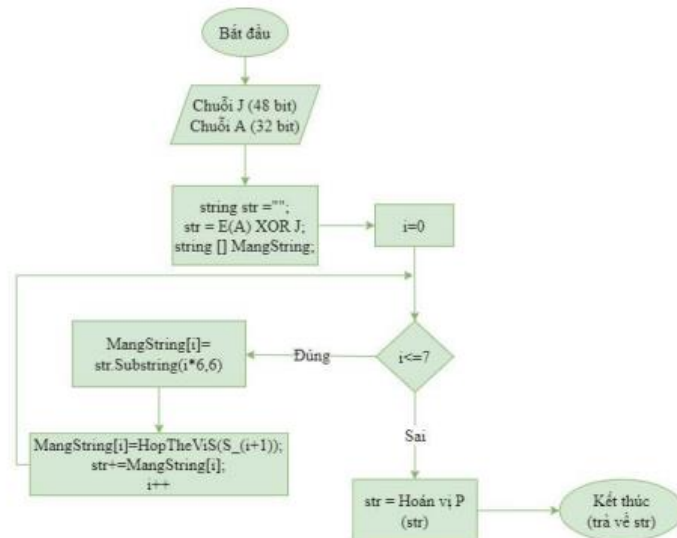 Bắt đầu
Chuỗi J (48 bit)
Chuỗi A (32 bit)
string str ="";
str = E(A) XOR J;
string [] MangString;
i=0
i<=7
Đúng
MangString[i]=
str.Substring(i*6,6)
MangString[i]=HopTheViS(S_(i+1));
str+=MangString[i];
i++
Sai
str = Hoán vị P
(str)
Kết thúc
(trả về str)